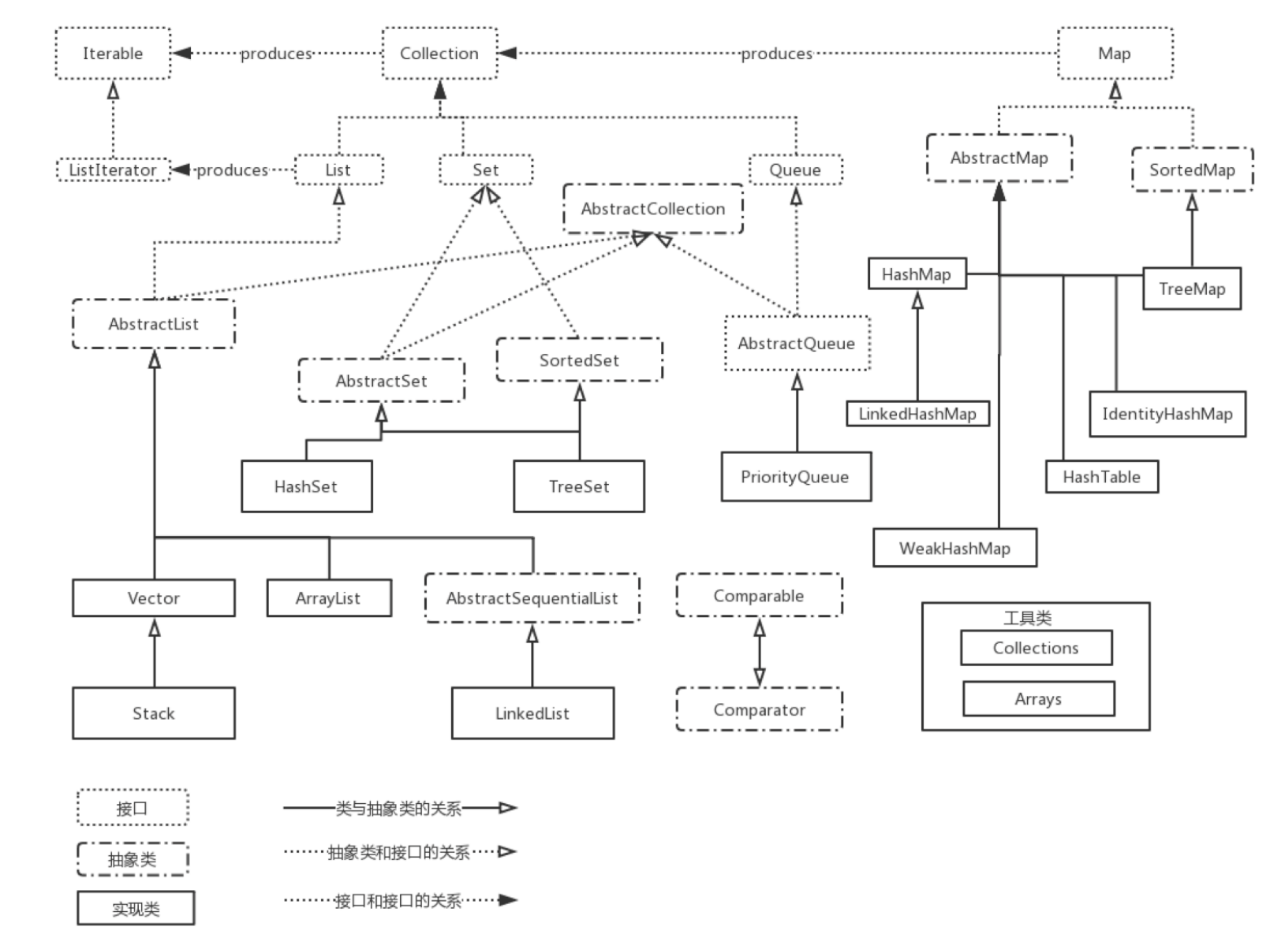 Iterable
produces
Collection
produces
Map
ListIterator
produces
List
Set
Queue
AbstractMap
SortedMap
AbstractCollection
HashMap
TreeMap
AbstractList
AbstractSet
SortedSet
AbstractQueue
LinkedHashMap
IdentityHashMap
HashSet
TreeSet
PriorityQueue
HashTable
WeakHashMap
Vector
ArrayList
AbstractSequentialList
Comparable
工具类
Collections
Arrays
Stack
LinkedList
Comparator
接口
类与抽象类的关系
抽象类
抽象类和接口的关系
实现类
接口和接口的关系